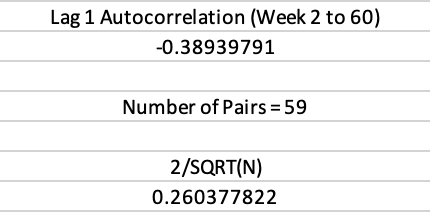 Lag 1 Autocorrelation (Week 2 to 60)
-0.38939791
Number of Pairs = 59
2/SQRT(N)
0.260377822